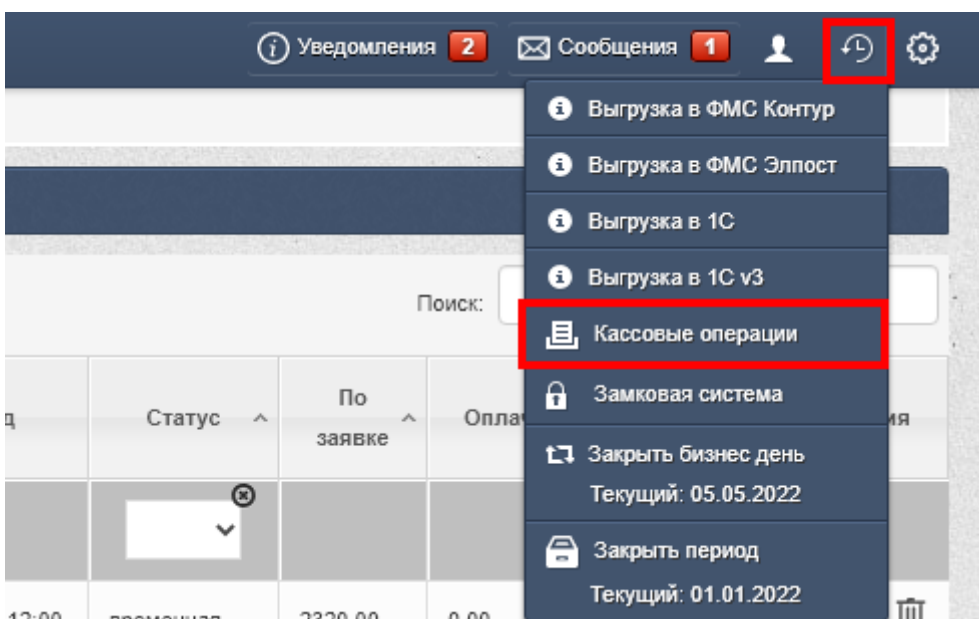 Уведомления 2 Сообщения 1
Выгрузка в ФМС Контур
Выгрузка в ФМС Элпост
Выгрузка в 1С
Выгрузка в 1С v3
Поиск:
Кассовые операции
Замковая система
Статус
По
заявке
Закрыть бизнес день
Текущий: 05.05.2022
Закрыть период
Текущий: 01.01.2022